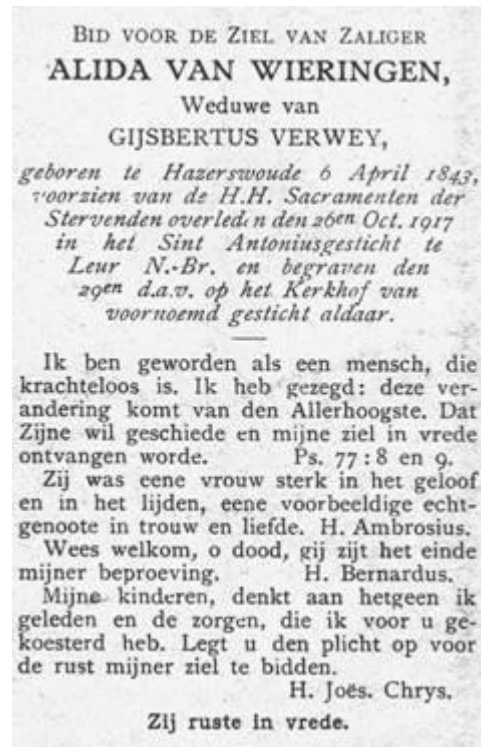 BID VOOR DE ZIEL VAN ZALIGER
ALIDA VAN WIERINGEN,
Weduwe van
GIJSBERTUS VERWEY,
geboren te Hazerswoude 6 April 1843,
voorzien van de H.H. Sacramenten der
Stervenden overleden den 26en Oct. 1917
in het Sint Antoniusgesticht te
Leur N.-Br. en begraven den
29en d.a.v. op het Kerkhof van
voornoemd gesticht aldaar.
Ik ben geworden als een mensch, die
krachteloos is. Ik heb gezegd: deze ver-
andering komt van den Allerhoogste. Dat
Zijne wil geschiede en mijne ziel in vrede
ontvangen worde. Ps. 77:8 en 9.
Zij was eene vrouw sterk in het geloof
en in het lijden, eene voorbeeldige echt-
genoote in trouw en liefde. H. Ambrosius.
Wees welkom, o dood, gij zijt het einde
mijner beproeving. H. Bernardus.
Mijne kinderen, denkt aan hetgeen ik
geleden en de zorgen, die ik voor u ge-
koesterd heb. Legt u den plicht op voor
de rust mijner ziel te bidden.
H. Joës. Chrys.
Zij ruste in vrede.